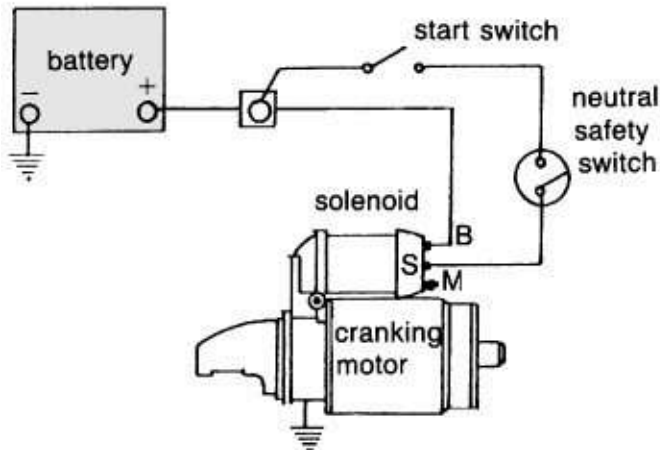 start switch
battery
−
+
neutral
safety
switch
solenoid
B
S
M
cranking
motor